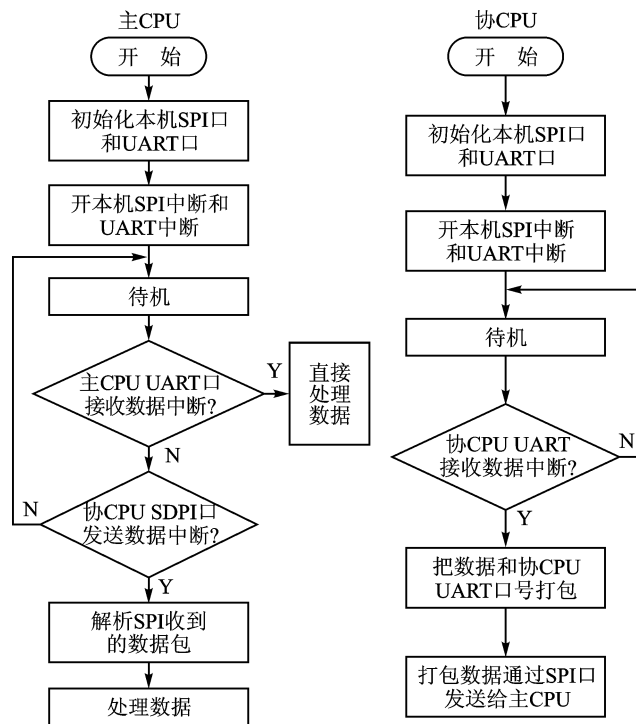 主CPU
开 始
初始化本机SPI口
和UART口
开本机SPI中断和
UART中断
待机
主CPU UART口
接收数据中断?
Y
直接
处理
数据
N
协CPU SDPI口
发送数据中断?
N
Y
解析SPI收到
的数据包
处理数据
协CPU
开 始
初始化本机SPI口
和UART口
开本机SPI中断
和UART中断
待机
协CPU UART
接收数据中断?
N
Y
把数据和协CPU
UART口号打包
打包数据通过SPI口
发送给主CPU